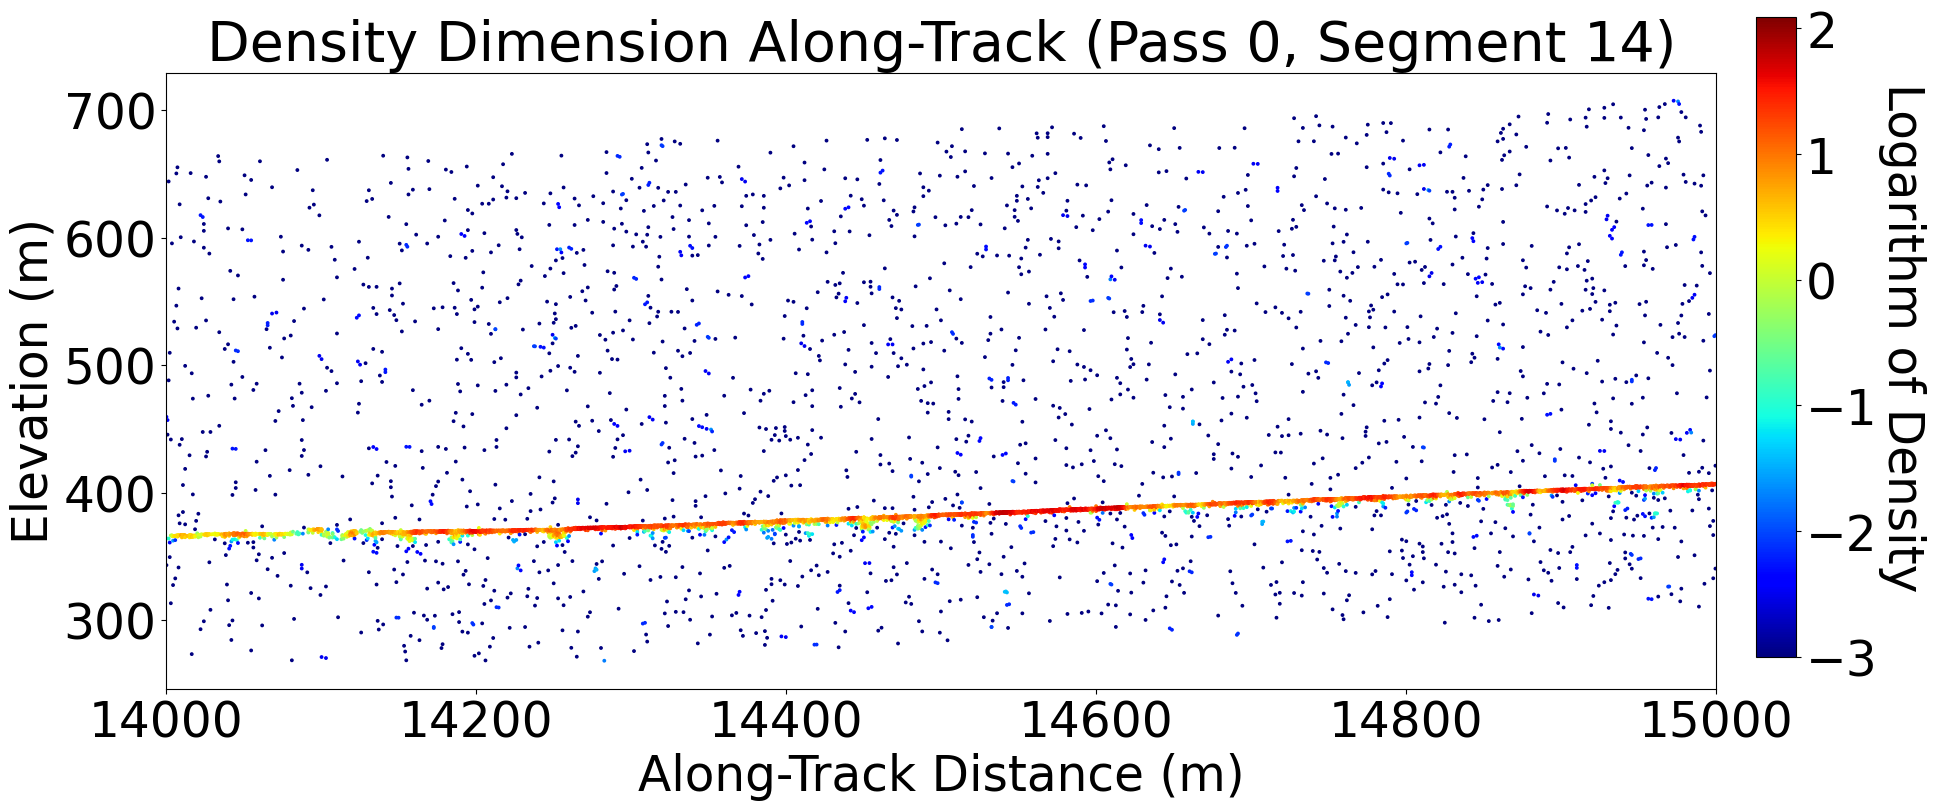 Density Dimension Along-Track (Pass 0, Segment 14)
700
600
500
400
300
Elevation (m)
14000 14200 14400 14600 14800 15000
Along-Track Distance (m)
2
1
0
−1
−2
−3
Logarithm of Density